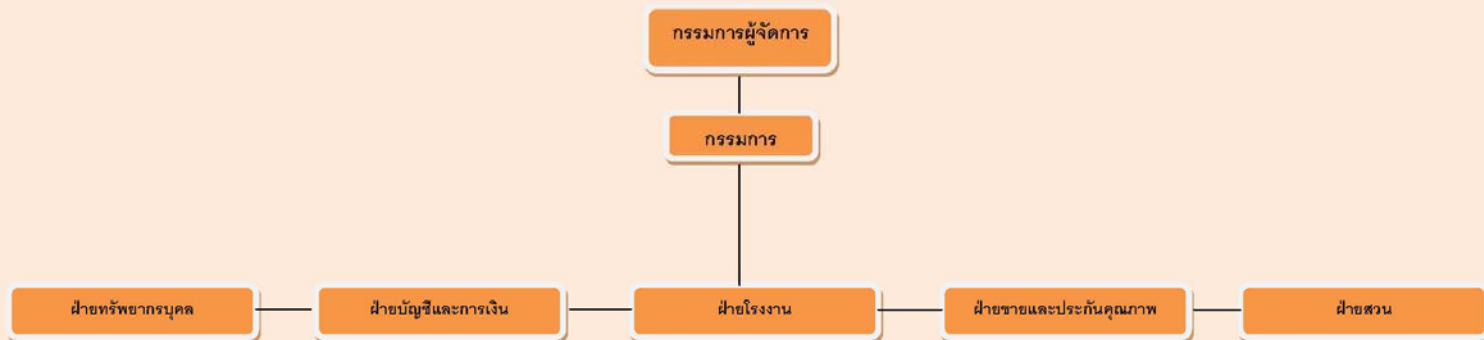 กรรมการผู้จัดการ
กรรมการ
ฝ่ายทรัพยากรบุคล
ฝ่ายบัญชีและการเงิน
ฝ่ายโรงงาน
ฝ่ายขายและประกันคุณภาพ
ฝ่ายสวน